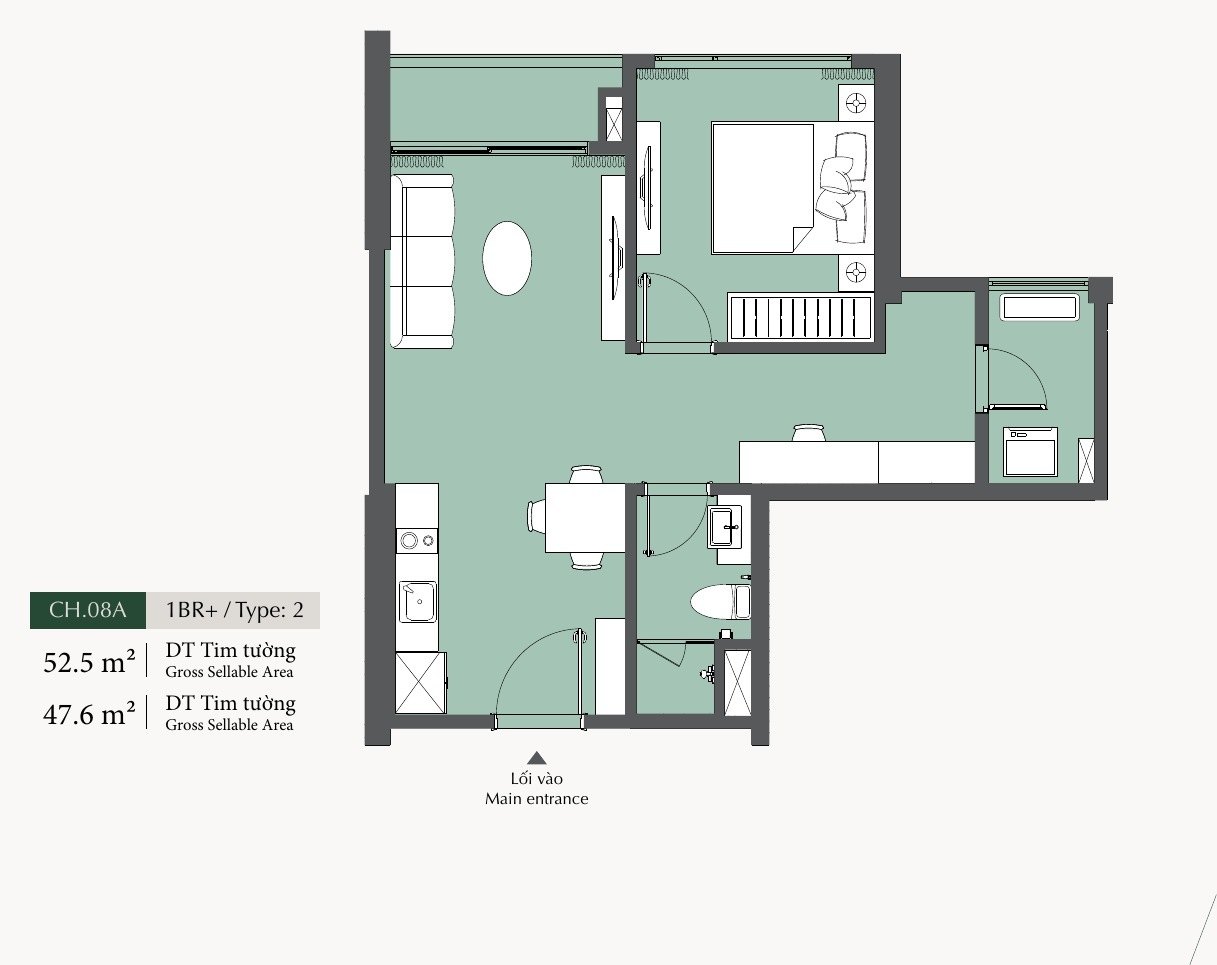 CH.08A 1BR+ / Type: 2
52.5 m² DT Tim tường
Gross Sellable Area
47.6 m² DT Tim tường
Gross Sellable Area
Lối vào
Main entrance